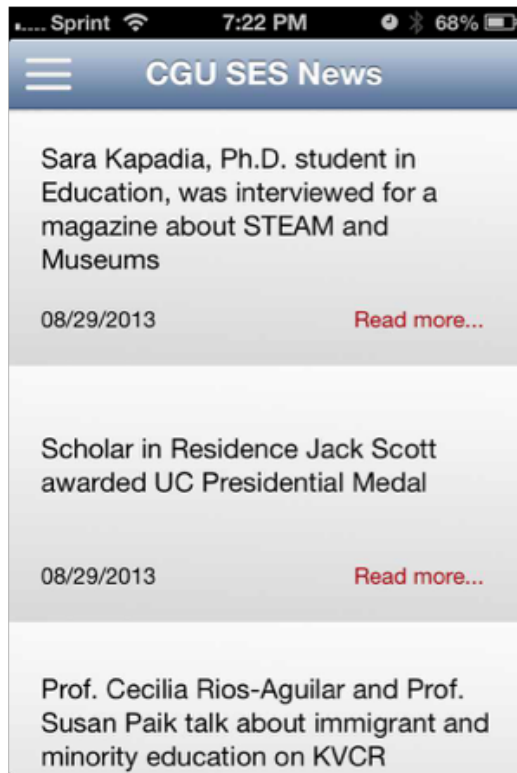 Sprint 7:22 PM 68%
CGU SES News
Sara Kapadia, Ph.D. student in
Education, was interviewed for a
magazine about STEAM and
Museums
08/29/2013 Read more...
Scholar in Residence Jack Scott
awarded UC Presidential Medal
08/29/2013 Read more...
Prof. Cecilia Rios-Aguilar and Prof.
Susan Paik talk about immigrant and
minority education on KVCR